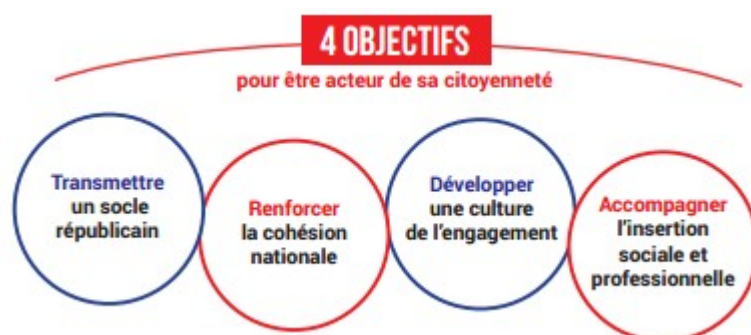 4 OBJECTIFS
pour être acteur de sa citoyenneté
Transmettre
un socle
républicain
Renforcer
la cohésion
nationale
Développer
une culture
de l'engagement
Accompagner
l'insertion
sociale et
professionnelle